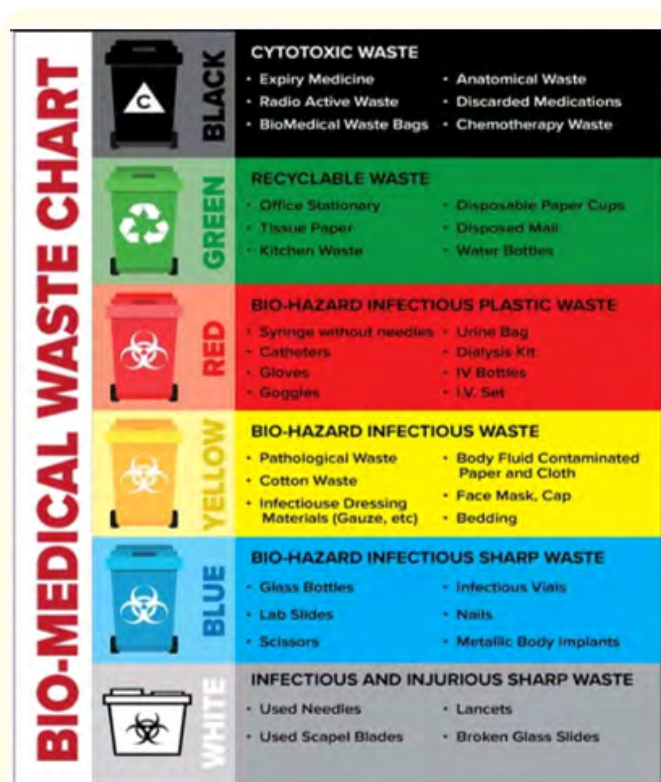 BIO-MEDICAL WASTE CHART
C
BLACK
CYTOTOXIC WASTE
• Expiry Medicine
• Radio Active Waste
• BioMedical Waste Bags
• Anatomical Waste
• Discarded Medications
• Chemotherapy Waste
GREEN
RECYCLABLE WASTE
• Office Stationary
• Tissue Paper
• Kitchen Waste
• Disposable Paper Cups
• Disposed Mail
• Water Bottles
RED
BIO-HAZARD INFECTIOUS PLASTIC WASTE
• Syringe without needles
• Catheters
• Gloves
• Goggles
• Urine Bag
• Dialysis Kit
• IV Bottles
• I.V. Set
YELLOW
BIO-HAZARD INFECTIOUS WASTE
• Pathological Waste
• Cotton Waste
• Infectiouse Dressing
Materials (Gauze, etc)
• Body Fluid Contaminated
Paper and Cloth
• Face Mask, Cap
• Bedding
BLUE
BIO-HAZARD INFECTIOUS SHARP WASTE
• Glass Bottles
• Lab Slides
• Scissors
• Infectious Vials
• Nails
• Metallic Body Implants
WHITE
INFECTIOUS AND INJURIOUS SHARP WASTE
• Used Needles
• Used Scapel Blades
• Lancets
• Broken Glass Slides